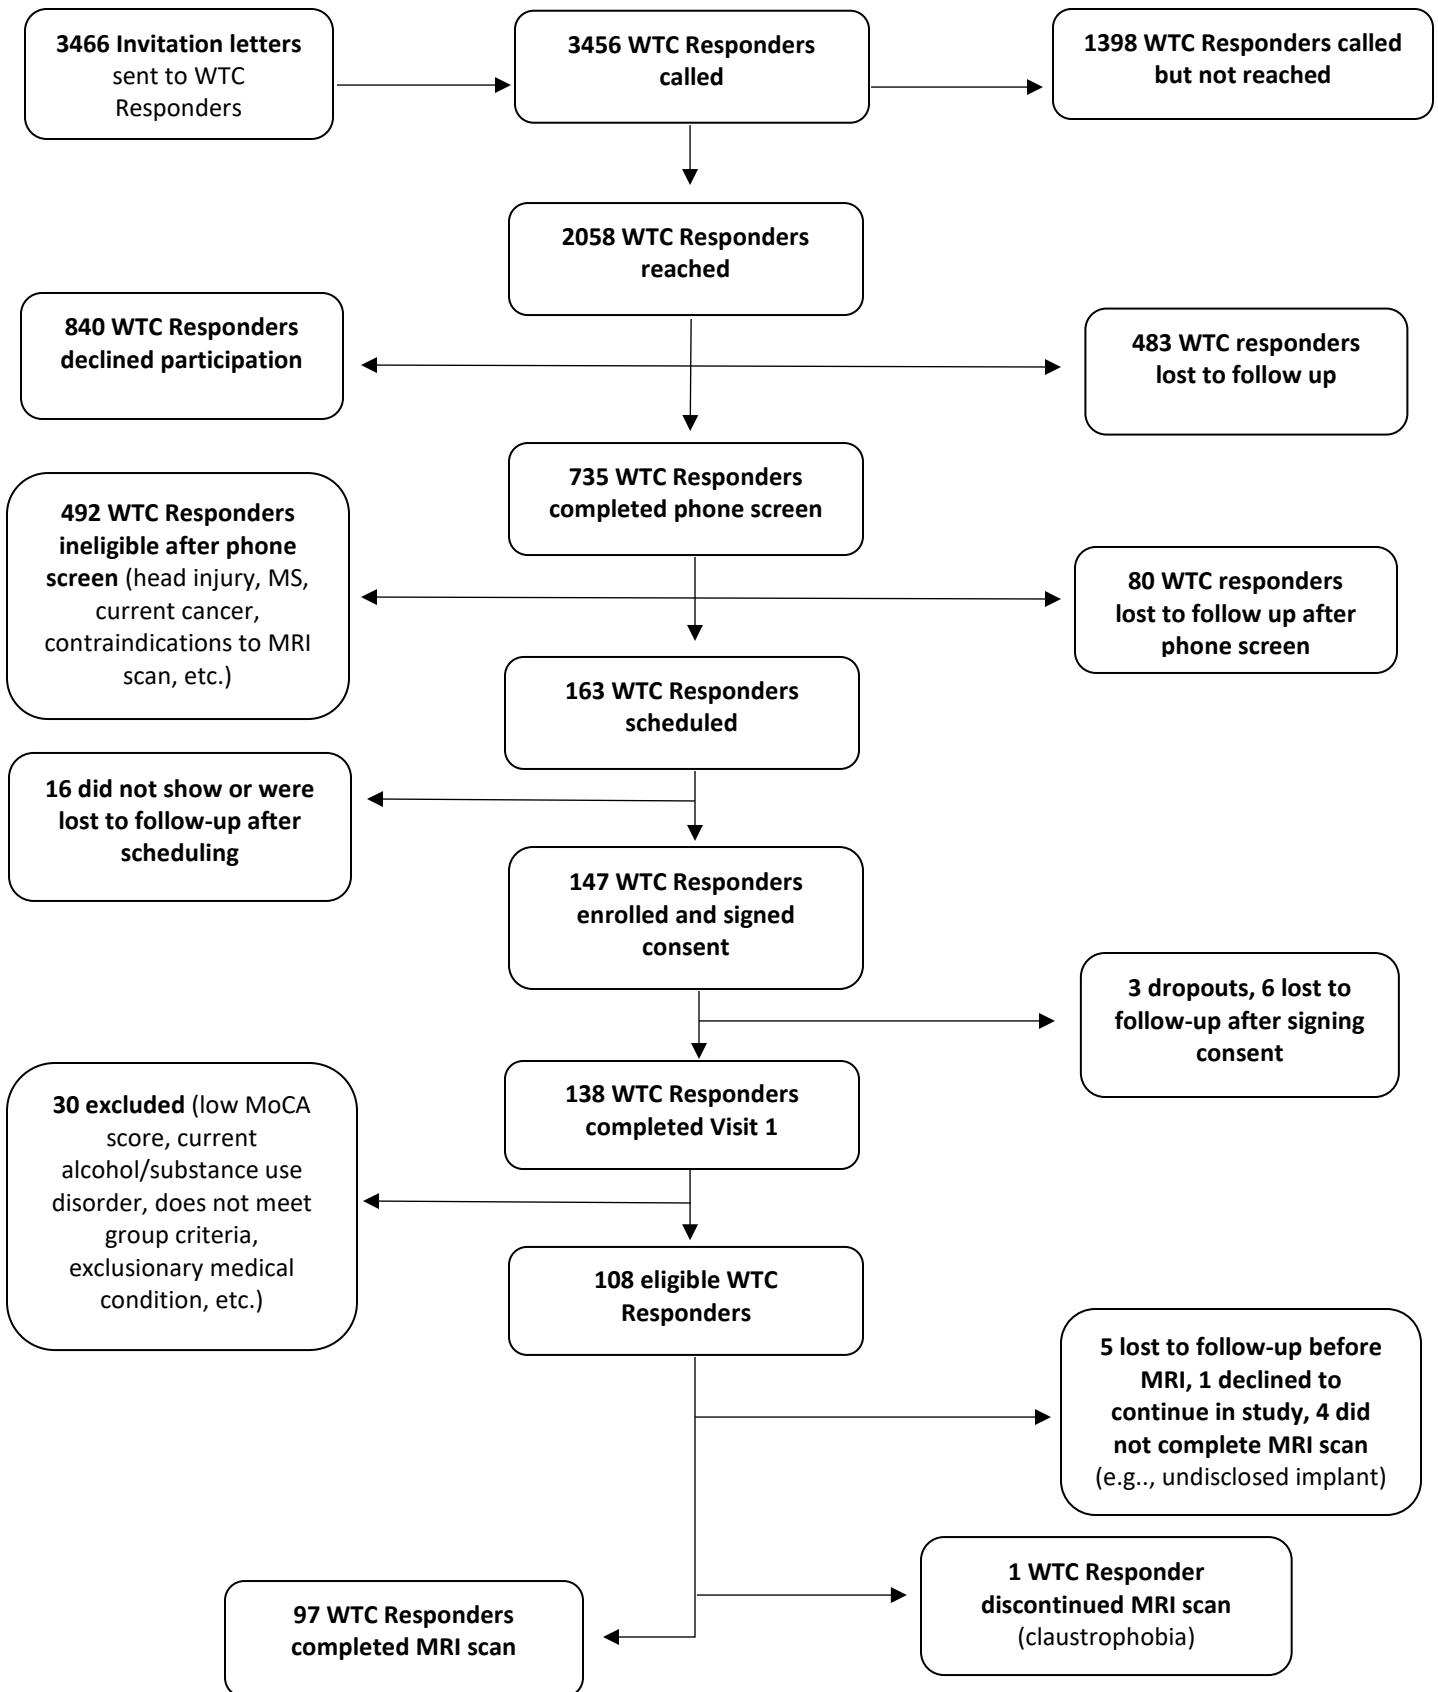 3466 Invitation letters
sent to WTC
Responders
3456 WTC Responders
called
1398 WTC Responders called
but not reached
2058 WTC Responders
reached
840 WTC Responders
declined participation
483 WTC responders
lost to follow up
735 WTC Responders
completed phone screen
492 WTC Responders
ineligible after phone
screen (head injury, MS,
current cancer,
contraindications to MRI
scan, etc.)
80 WTC responders
lost to follow up after
phone screen
163 WTC Responders
scheduled
16 did not show or were
lost to follow-up after
scheduling
147 WTC Responders
enrolled and signed
consent
3 dropouts, 6 lost to
follow-up after signing
consent
138 WTC Responders
completed Visit 1
30 excluded (low MoCA
score, current
alcohol/substance use
disorder, does not meet
group criteria,
exclusionary medical
condition, etc.)
108 eligible WTC
Responders
5 lost to follow-up before
MRI, 1 declined to
continue in study, 4 did
not complete MRI scan
(e.g.., undisclosed implant)
1 WTC Responder
discontinued MRI scan
(claustrophobia)
97 WTC Responders
completed MRI scan